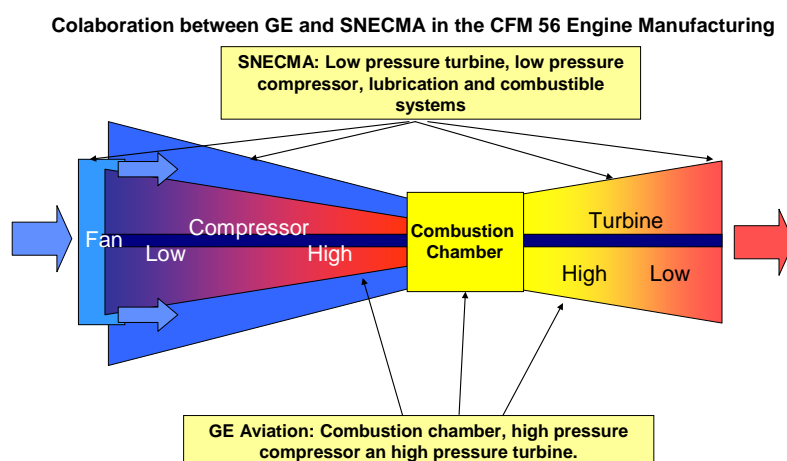 Colaboration between GE and SNECMA in the CFM 56 Engine Manufacturing
SNECMA: Low pressure turbine, low pressure
compressor, lubrication and combustible
systems
Compressor
Fan
Low
High
Combustion
Chamber
Turbine
High
Low
GE Aviation: Combustion chamber, high pressure
compressor an high pressure turbine.